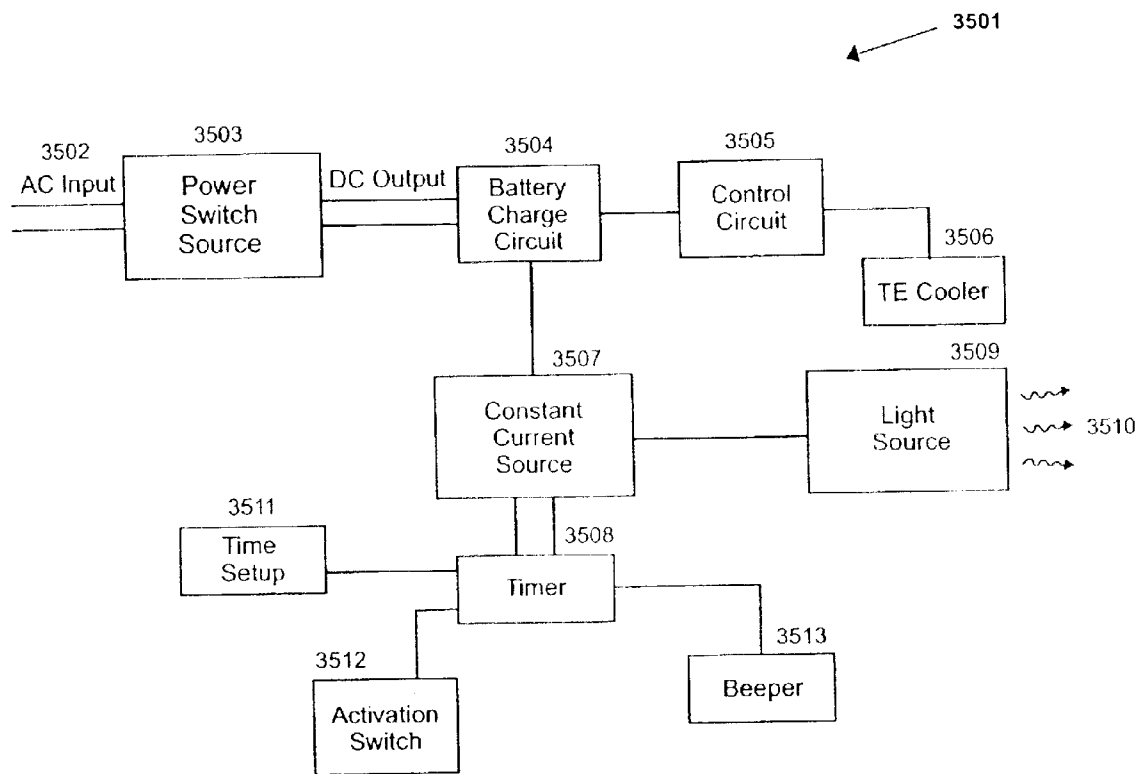 3501
3502
AC Input
3503
Power
Switch
Source
DC Output
3504
Battery
Charge
Circuit
3505
Control
Circuit
3506
TE Cooler
3507
Constant
Current
Source
3509
Light
Source
3510
3511
Time
Setup
3508
Timer
3512
Activation
Switch
3513
Beeper